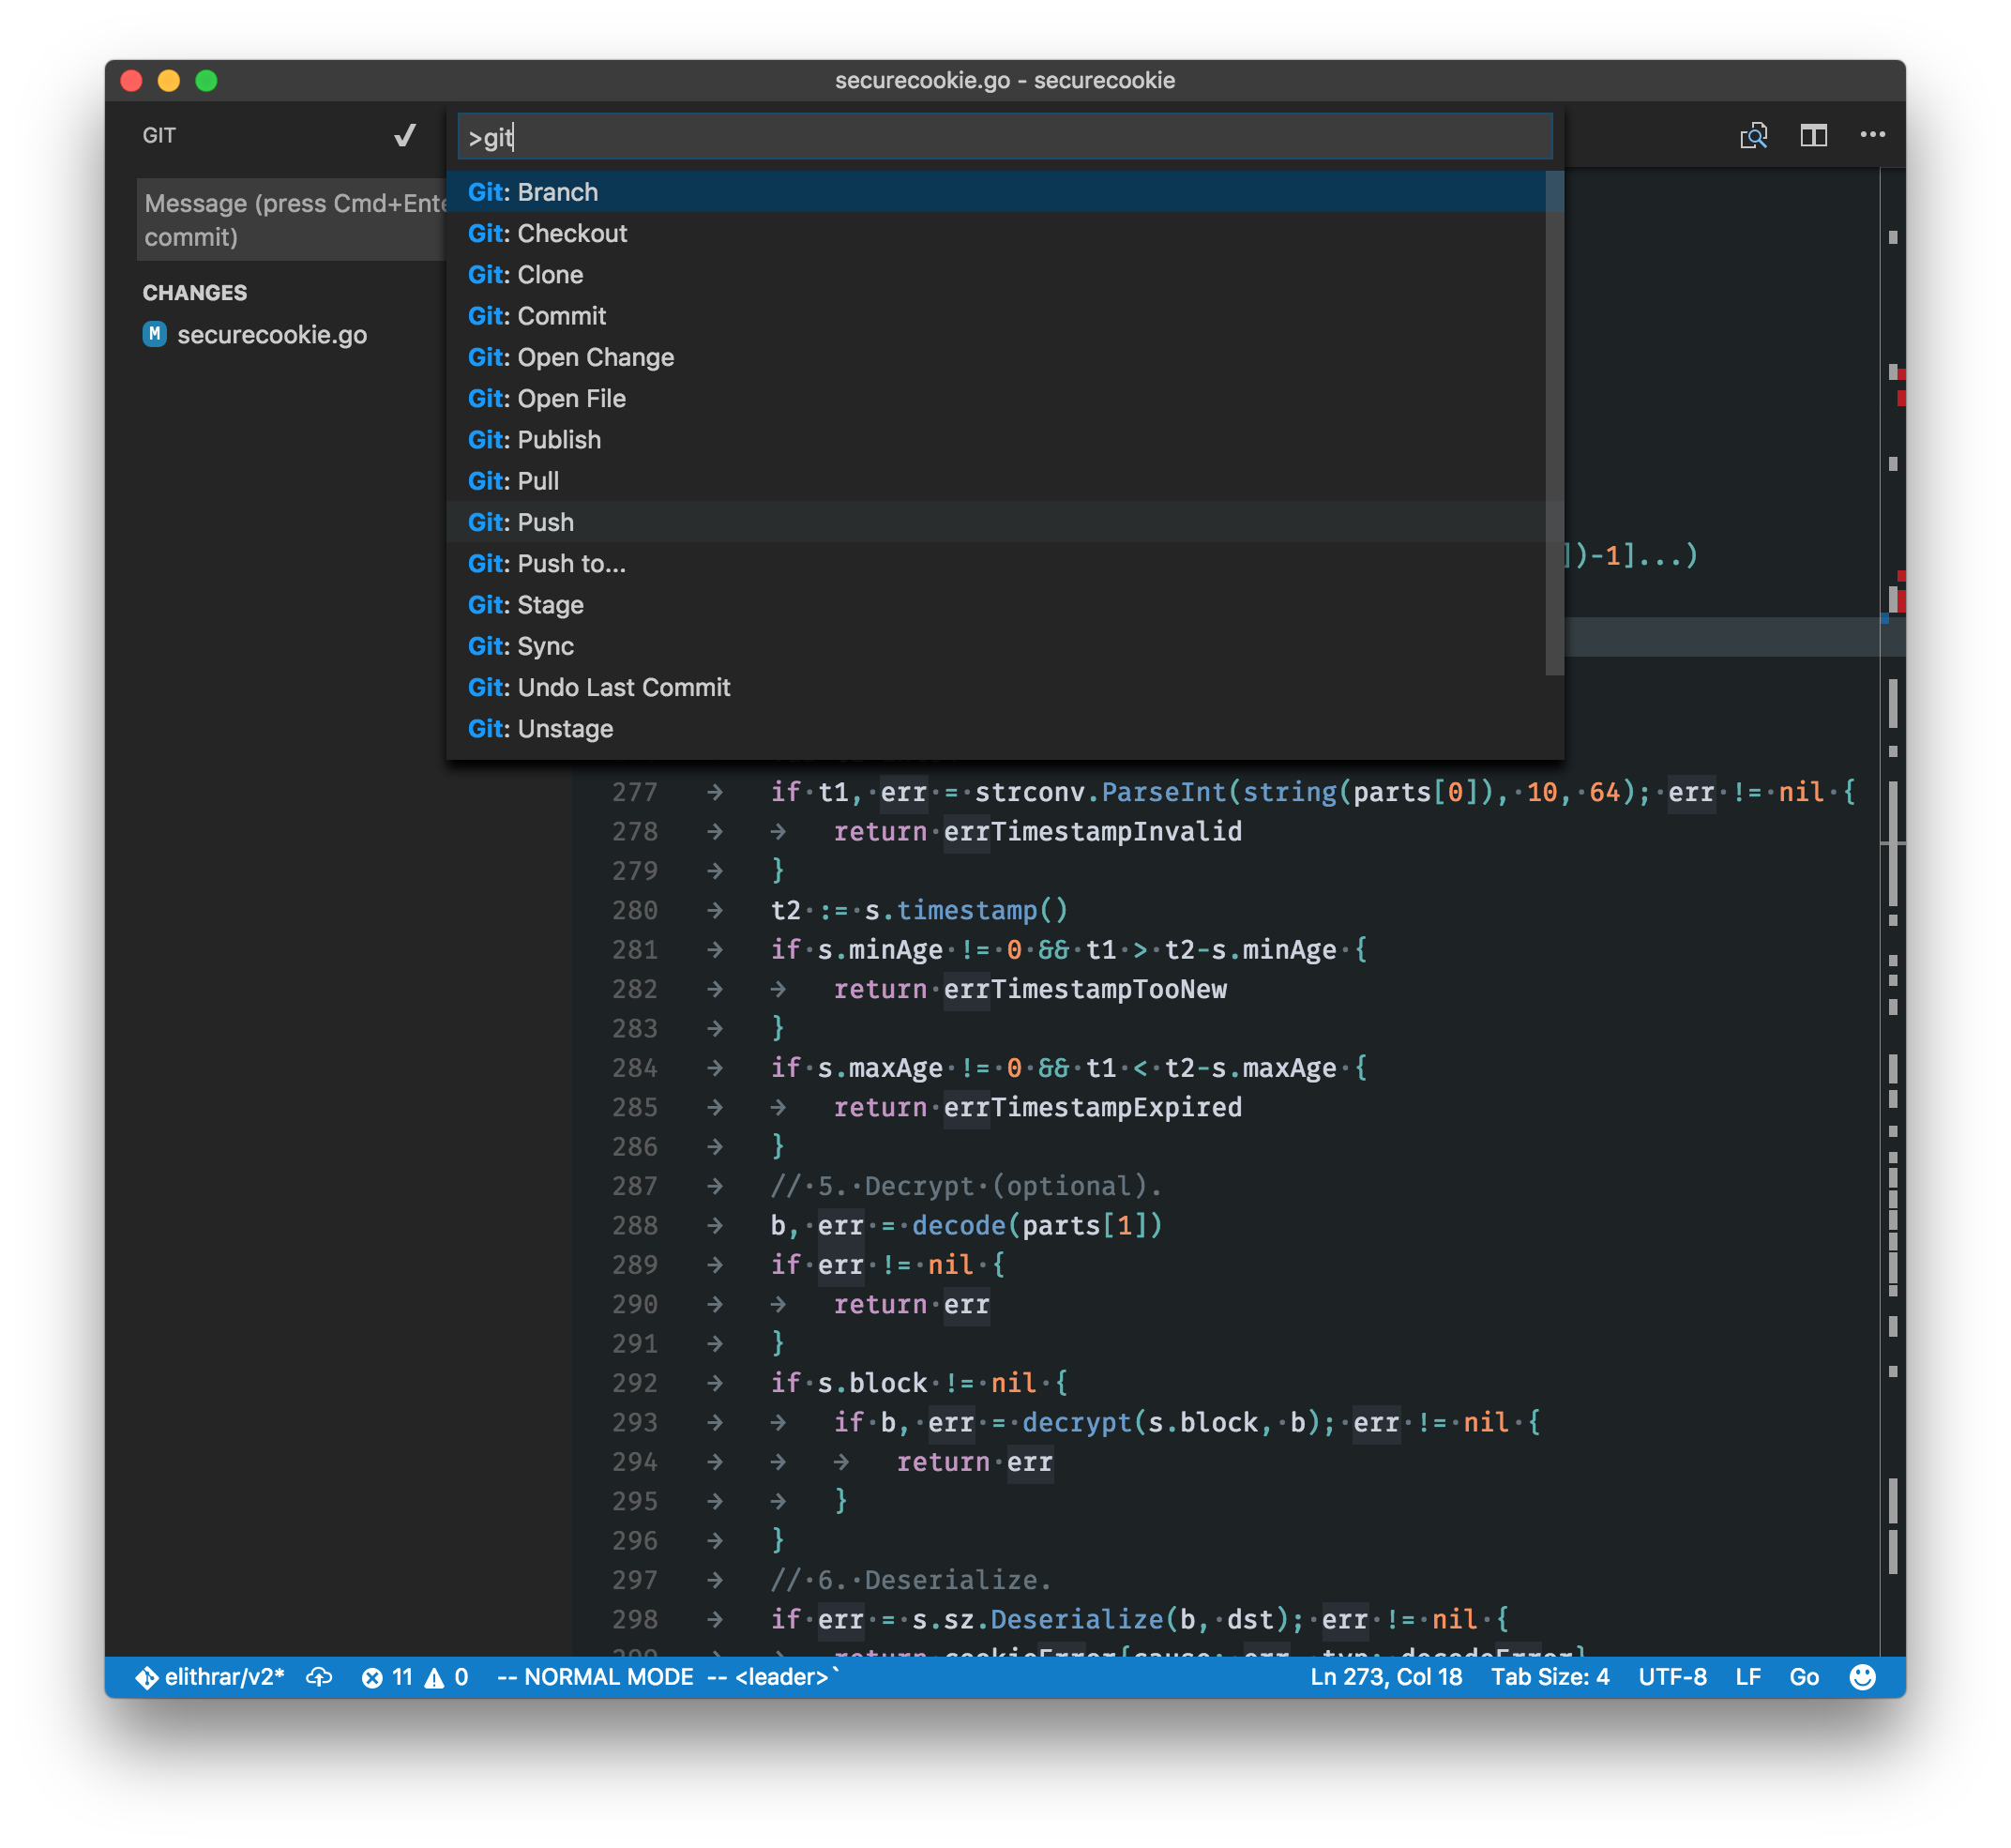 securecookie.go - securecookie
GIT
Message (press Cmd+Ente
commit)
CHANGES
M securecookie.go
>git
Git: Branch
Git: Checkout
Git: Clone
Git: Commit
Git: Open Change
Git: Open File
Git: Publish
Git: Pull
Git: Push
Git: Push to...
Git: Stage
Git: Sync
Git: Undo Last Commit
Git: Unstage
])-1]...)
277 if t1, err = strconv.ParseInt(string(parts[0]), 10, 64); err != nil {
278 return errTimestampInvalid
279 }
280 t2 := s.timestamp()
281 if s.minAge != 0 && t1 > t2-s.minAge {
282 return errTimestampTooNew
283 }
284 if s.maxAge != 0 && t1 < t2-s.maxAge {
285 return errTimestampExpired
286 }
287 // 5. Decrypt (optional).
288 b, err = decode(parts[1])
289 if err != nil {
290 return err
291 }
292 if s.block != nil {
293 if b, err = decrypt(s.block, b); err != nil {
294 return err
295 }
296 }
297 // 6. Deserialize.
298 if err = s.sz.Deserialize(b, dst); err != nil {
299 return cookieError{cause: err, typ: decodeError}
elithrar/v2* 11 0 -- NORMAL MODE -- <leader>` Ln 273, Col 18 Tab Size: 4 UTF-8 LF Go